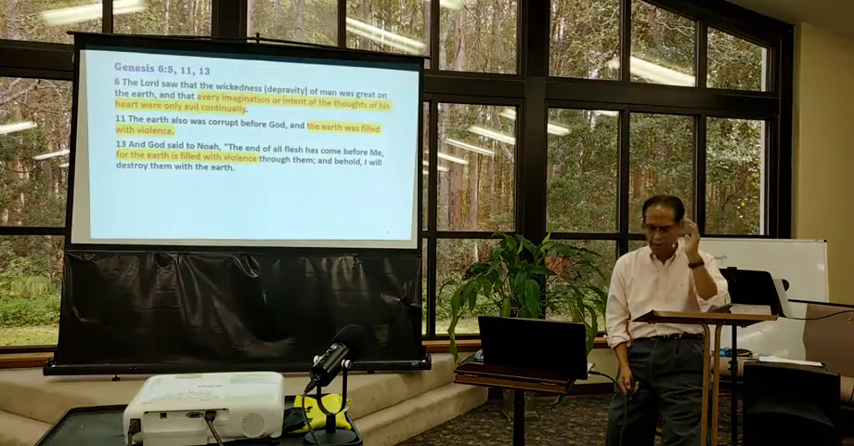 Genesis 6:5, 11, 13
6 The Lord saw that the wickedness (depravity) of man was great on
the earth, and that every imagination or intent of the thoughts of his
heart were only evil continually.
11 The earth also was corrupt before God, and the earth was filled
with violence.
13 And God said to Noah, "The end of all flesh has come before Me,
for the earth is filled with violence through them; and behold, I will
destroy them with the earth.